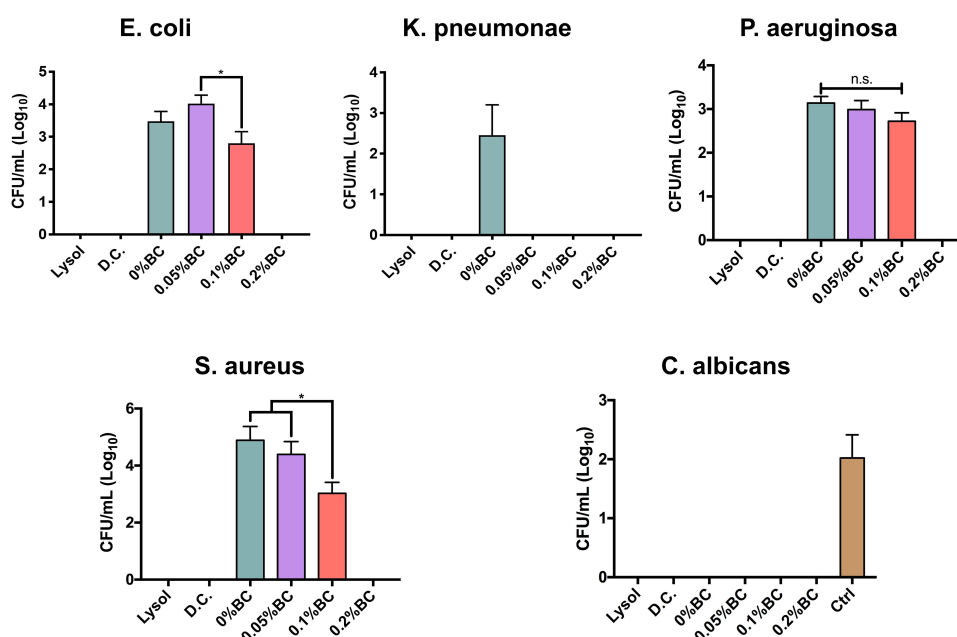 E. coli
K. pneumonae
P. aeruginosa
CFU/mL (Log10)
5
4
3
2
1
0
*
Lysol
D.C.
0%BC
0.05%BC
0.1%BC
0.2%BC
CFU/mL (Log10)
4
3
2
1
0
Lysol
D.C.
0%BC
0.05%BC
0.1%BC
0.2%BC
CFU/mL (Log10)
4
3
2
1
0
n.s.
Lysol
D.C.
0%BC
0.05%BC
0.1%BC
0.2%BC
S. aureus
C. albicans
CFU/mL (Log10)
6
4
2
0
*
Lysol
D.C.
0%BC
0.05%BC
0.1%BC
0.2%BC
CFU/mL (Log10)
3
2
1
0
Lysol
D.C.
0%BC
0.05%BC
0.1%BC
0.2%BC
Ctrl